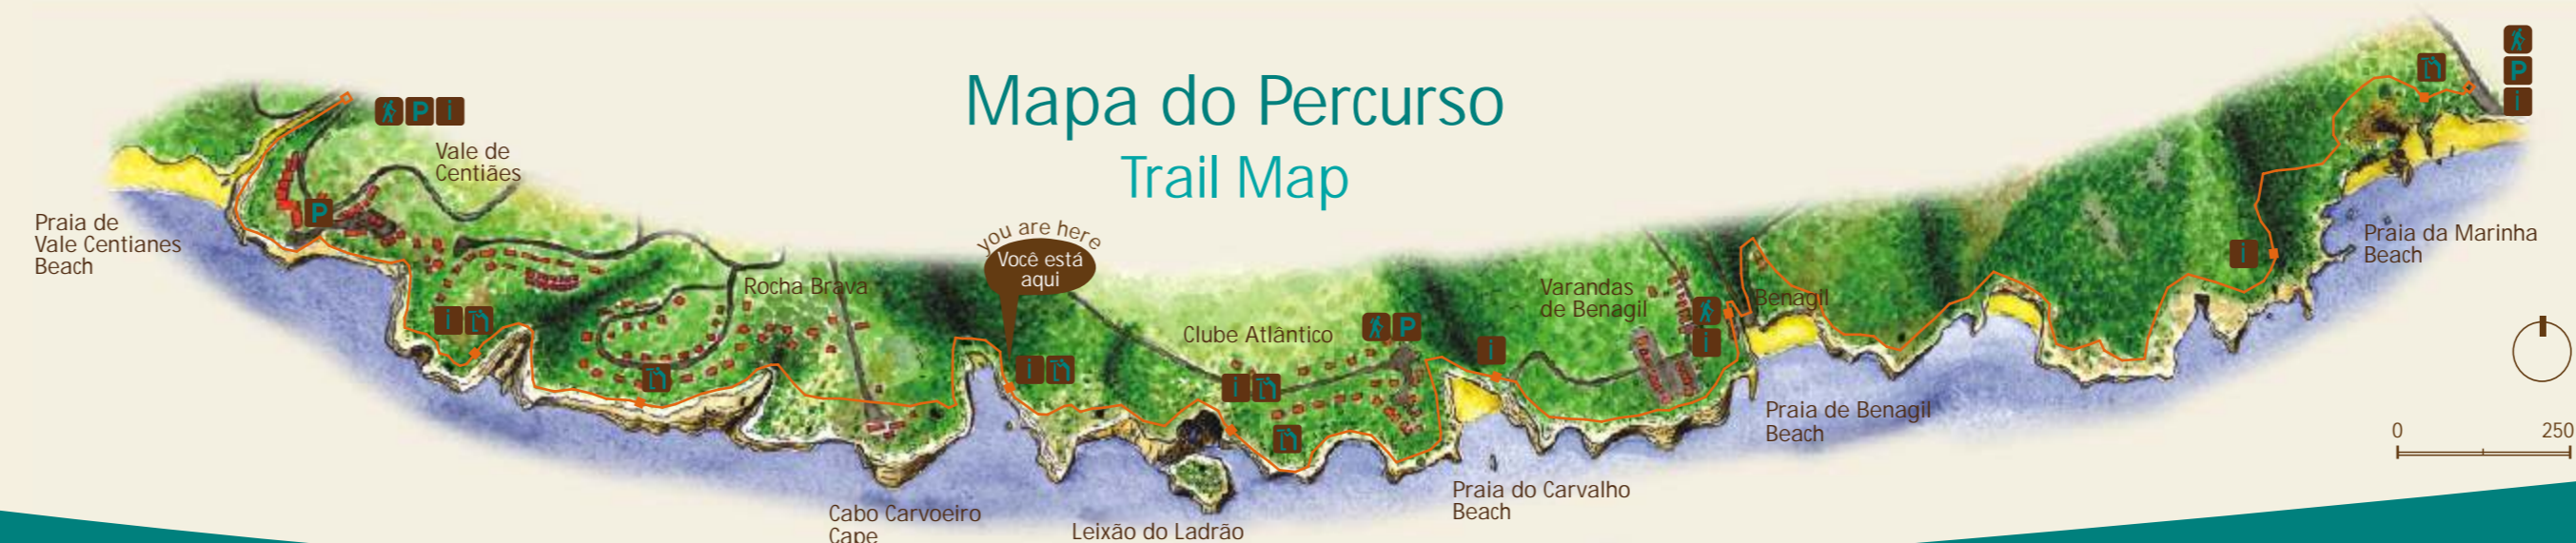 Mapa do Percurso
Trail Map
P
i
Vale de
Centiães
P
Praia de
Vale Centianes
Beach
i
Rocha Brava
you are here
Você está
aqui
i
Cabo Carvoeiro
Cape
Leixão do Ladrão
Clube Atlântico
P
i
i
Praia do Carvalho
Beach
Varandas
de Benagil
i
Benagil
Praia de Benagil
Beach
i
Praia da Marinha
Beach
P
i
0 250